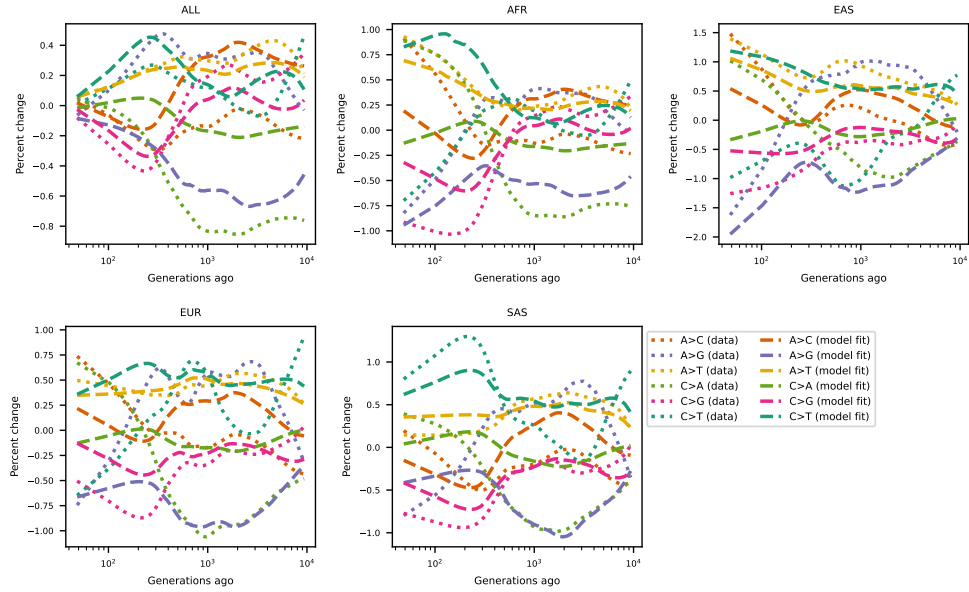 ALL
AFR
EAS
Percent change
0.4
0.2
0.0
−0.2
−0.4
−0.6
−0.8
10²
10³
10⁴
Generations ago
Percent change
1.00
0.75
0.50
0.25
0.00
−0.25
−0.50
−0.75
−1.00
10²
10³
10⁴
Generations ago
Percent change
1.5
1.0
0.5
0.0
−0.5
−1.0
−1.5
−2.0
10²
10³
10⁴
Generations ago
EUR
SAS
Percent change
1.00
0.75
0.50
0.25
0.00
−0.25
−0.50
−0.75
−1.00
10²
10³
10⁴
Generations ago
Percent change
1.0
0.5
0.0
−0.5
−1.0
10²
10³
10⁴
Generations ago
A>C (data) A>C (model fit)
A>G (data) A>G (model fit)
A>T (data) A>T (model fit)
C>A (data) C>A (model fit)
C>G (data) C>G (model fit)
C>T (data) C>T (model fit)